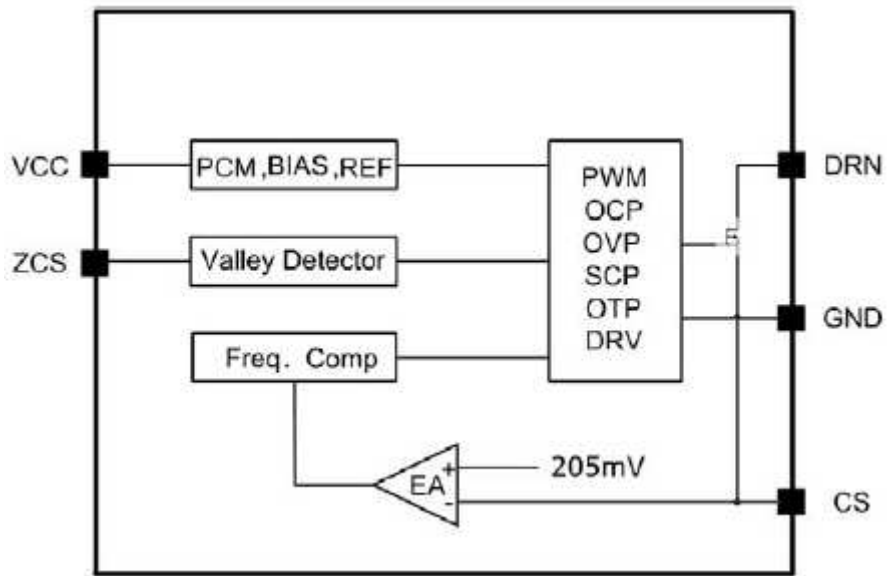 VCC
PCM,BIAS,REF
DRN
ZCS
Valley Detector
PWM
OCP
OVP
SCP
OTP
DRV
GND
Freq. Comp
EA
+
-
205mV
CS